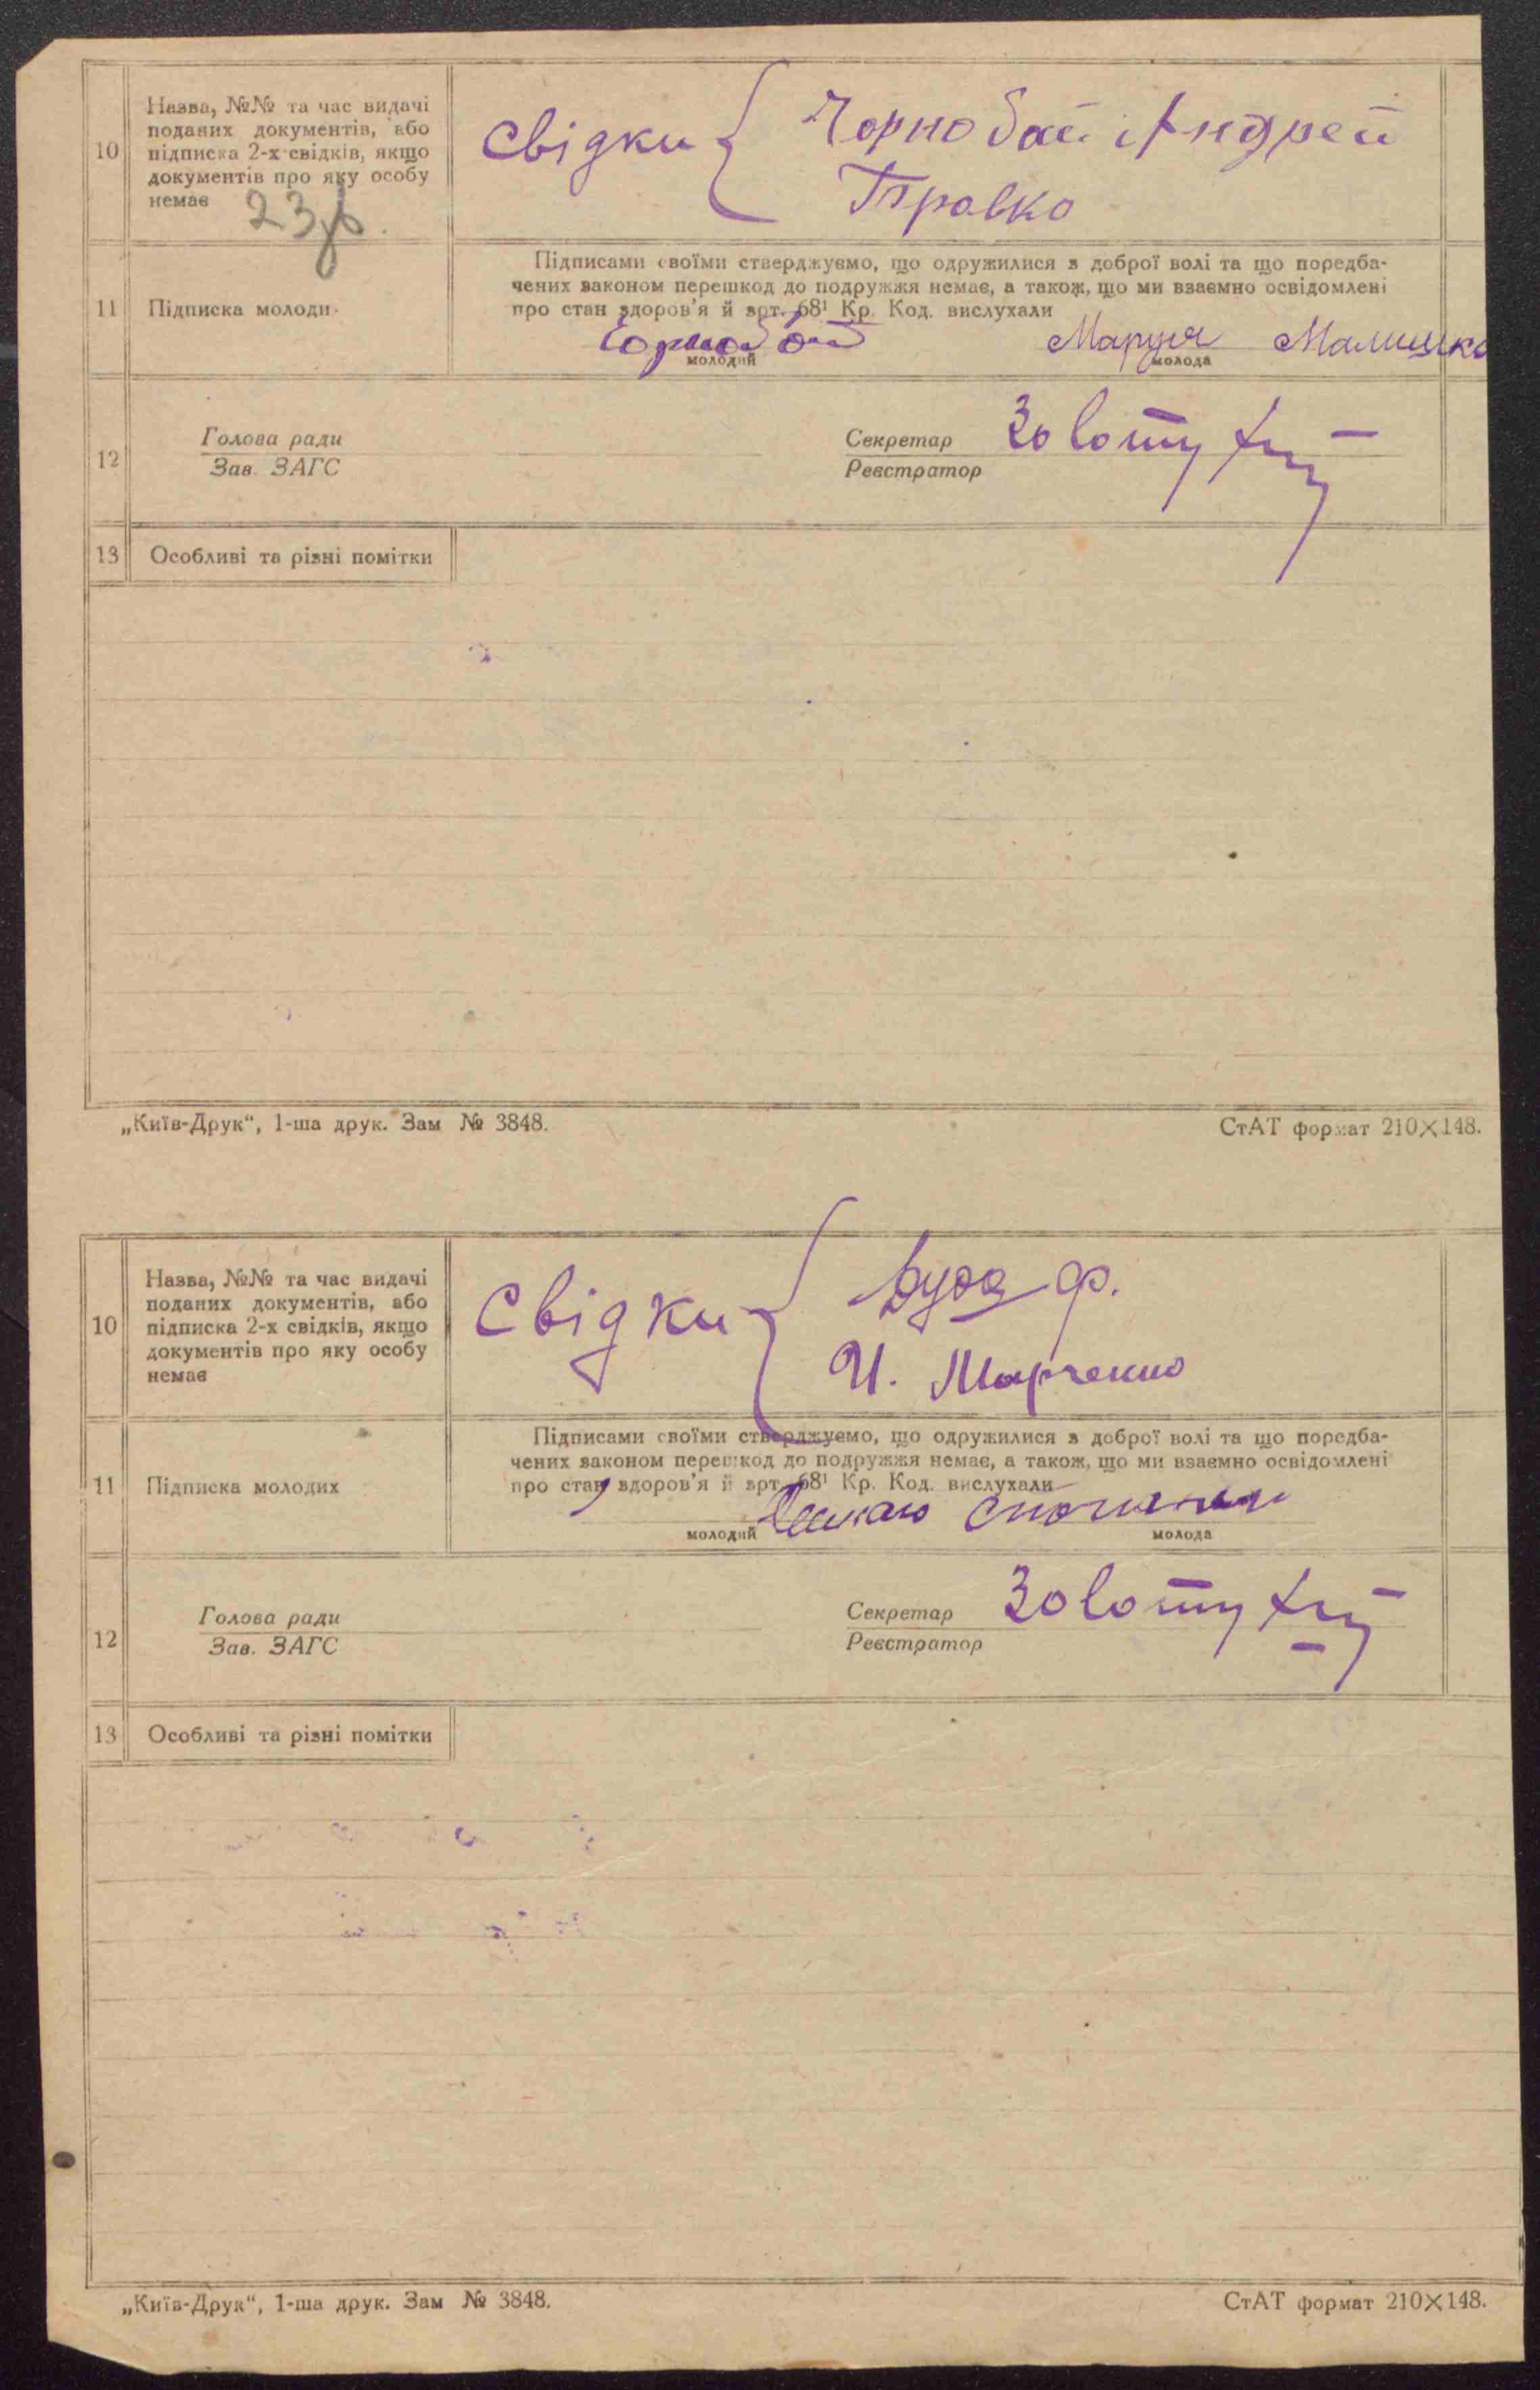 10 Назва, №№ та час видачі
поданих документів, або
підписка 2-х свідків, якщо
документів про яку особу
немає
23
Свідки { Чорнобай Андрей
Правко
11 Підписка молоди
Підписами своїми стверджуємо, що одружилися з доброї волі та що передба-
чених законом перешкод до подружжя немає, а також, що ми взаємно освідомлені
про стан здоров'я й арт. 68¹ Кр. Код. вислухали
Маруся Малишко
молодий молода
12 Голова ради
Зав. ЗАГС
Секретар
Реєстратор
13 Особливі та різні помітки
„Київ-Друк“, 1-ша друк. Зам № 3848. СтАТ формат 210×148.
10 Назва, №№ та час видачі
поданих документів, або
підписка 2-х свідків, якщо
документів про яку особу
немає
Свідки { ф.
И. Марченко
11 Підписка молодих
Підписами своїми стверджуємо, що одружилися з доброї волі та що передба-
чених законом перешкод до подружжя немає, а також, що ми взаємно освідомлені
про стан здоров'я й арт. 68¹ Кр. Код. вислухали
молодий молода
12 Голова ради
Зав. ЗАГС
Секретар
Реєстратор
13 Особливі та різні помітки
„Київ-Друк“, 1-ша друк. Зам № 3848. СтАТ формат 210×148.